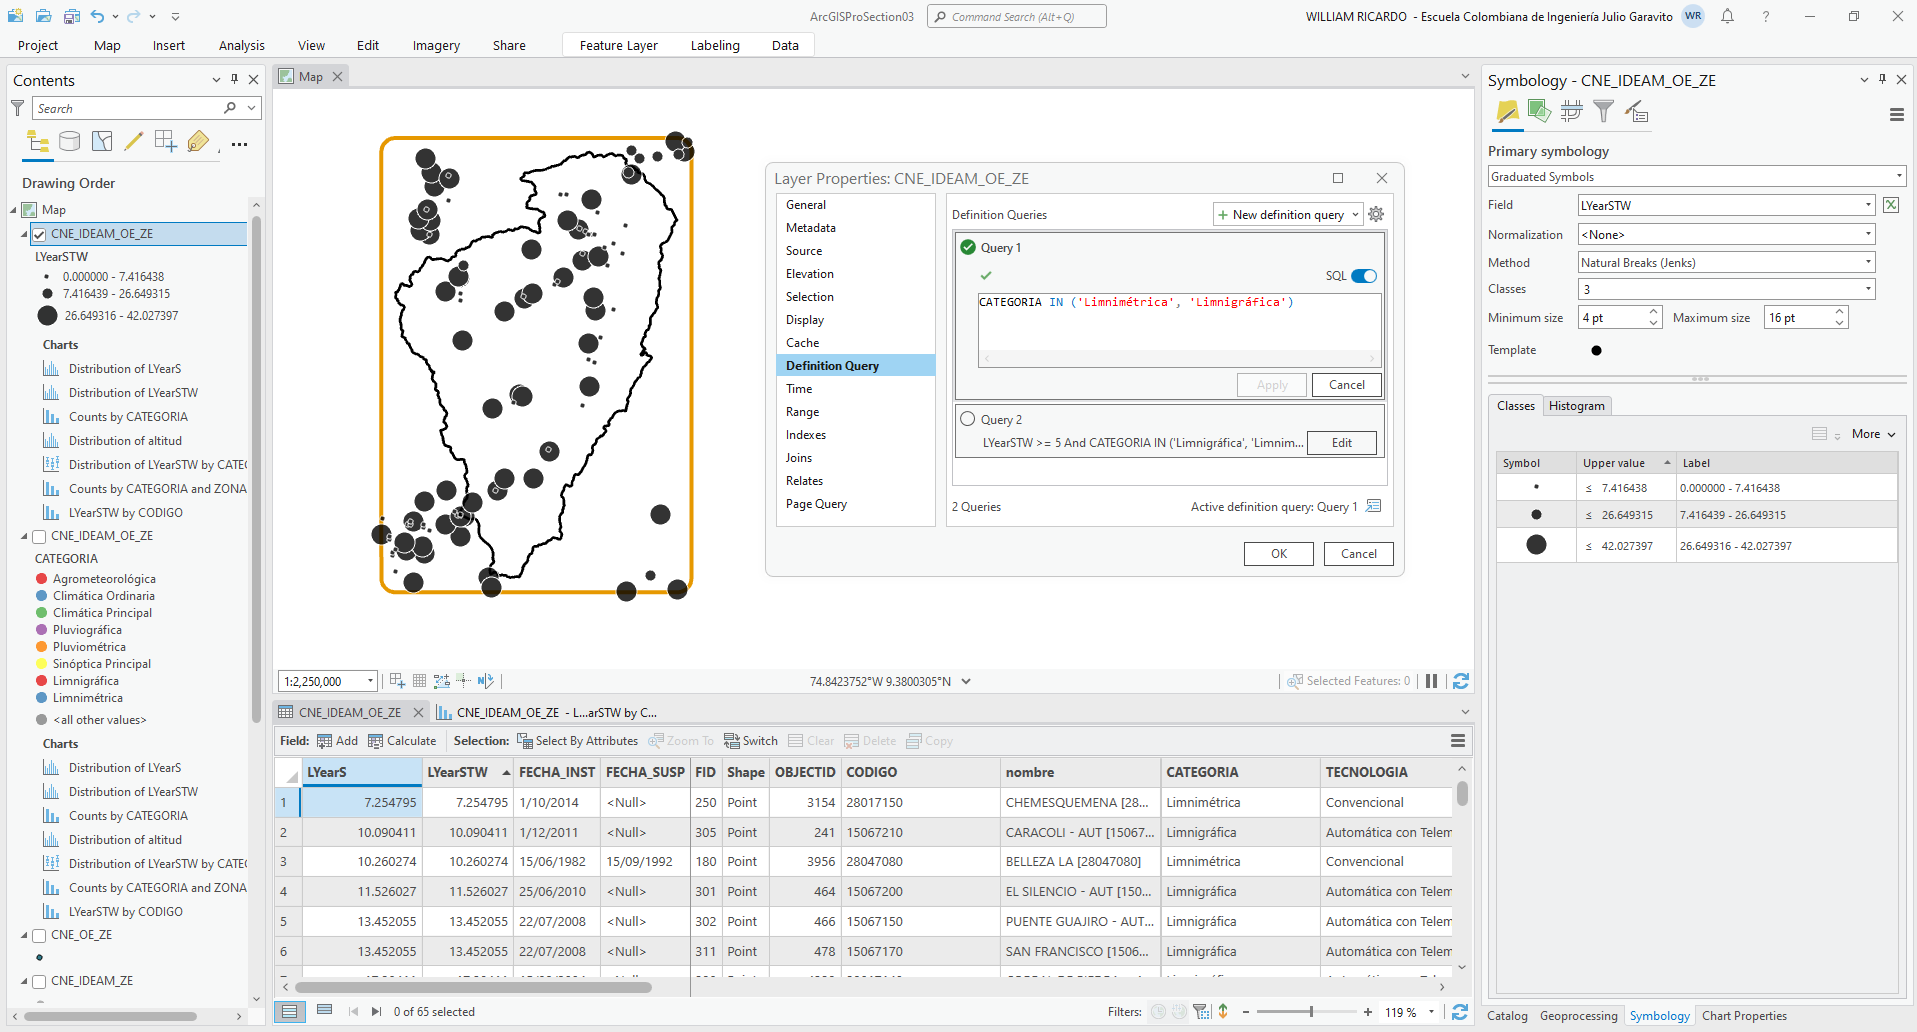 ArcGISProSection03
Command Search (Alt+Q)
WILLIAM RICARDO - Escuela Colombiana de Ingeniería Julio Garavito
WR
?
Project
Map
Insert
Analysis
View
Edit
Imagery
Share
Feature Layer
Labeling
Data
Contents
Search
Drawing Order
Map
CNE_IDEAM_OE_ZE
LYearSTW
0.000000 - 7.416438
7.416439 - 26.649315
26.649316 - 42.027397
Charts
Distribution of LYearS
Distribution of LYearSTW
Counts by CATEGORIA
Distribution of altitud
Distribution of LYearSTW by CATEG
Counts by CATEGORIA and ZONA
LYearSTW by CODIGO
CNE_IDEAM_OE_ZE
CATEGORIA
Agrometeorológica
Climática Ordinaria
Climática Principal
Pluviográfica
Pluviométrica
Sinóptica Principal
Limnigráfica
Limnimétrica
<all other values>
Charts
Distribution of LYearS
Distribution of LYearSTW
Counts by CATEGORIA
Distribution of altitud
Distribution of LYearSTW by CATEG
Counts by CATEGORIA and ZONA
LYearSTW by CODIGO
CNE_OE_ZE
CNE_IDEAM_ZE
Map
Layer Properties: CNE_IDEAM_OE_ZE
General
Metadata
Source
Elevation
Selection
Display
Cache
Definition Query
Time
Range
Indexes
Joins
Relates
Page Query
Definition Queries
New definition query
Query 1
SQL
CATEGORIA IN ('Limnimétrica', 'Limnigráfica')
Apply
Cancel
Query 2
LYearSTW >= 5 And CATEGORIA IN ('Limnigráfica', 'Limnim...
Edit
2 Queries
Active definition query: Query 1
OK
Cancel
1:2,250,000
74.8423752°W 9.3800305°N
Selected Features: 0
CNE_IDEAM_OE_ZE
CNE_IDEAM_OE_ZE - L...arSTW by C...
Field:
Add
Calculate
Selection:
Select By Attributes
Zoom To
Switch
Clear
Delete
Copy
LYearS LYearSTW FECHA_INST FECHA_SUSP FID Shape OBJECTID CODIGO nombre CATEGORIA TECNOLOGIA
1 7.254795 7.254795 1/10/2014 <Null> 250 Point 3154 28017150 CHEMESQUEMENA [28... Limnimétrica Convencional
2 10.090411 10.090411 1/12/2011 <Null> 305 Point 241 15067210 CARACOLI - AUT [15067... Limnigráfica Automática con Telem
3 10.260274 10.260274 15/06/1982 15/09/1992 180 Point 3956 28047080 BELLEZA LA [28047080] Limnimétrica Convencional
4 11.526027 11.526027 25/06/2010 <Null> 301 Point 464 15067200 EL SILENCIO - AUT [150... Limnigráfica Automática con Telem
5 13.452055 13.452055 22/07/2008 <Null> 302 Point 466 15067150 PUENTE GUAJIRO - AUT... Limnigráfica Automática con Telem
6 13.452055 13.452055 22/07/2008 <Null> 311 Point 478 15067170 SAN FRANCISCO [1506... Limnigráfica Automática con Telem
0 of 65 selected
Filters:
119 %
Symbology - CNE_IDEAM_OE_ZE
Primary symbology
Graduated Symbols
Field
LYearSTW
Normalization
<None>
Method
Natural Breaks (Jenks)
Classes
3
Minimum size
4 pt
Maximum size
16 pt
Template
Classes
Histogram
More
Symbol Upper value Label
≤ 7.416438 0.000000 - 7.416438
≤ 26.649315 7.416439 - 26.649315
≤ 42.027397 26.649316 - 42.027397
Catalog
Geoprocessing
Symbology
Chart Properties